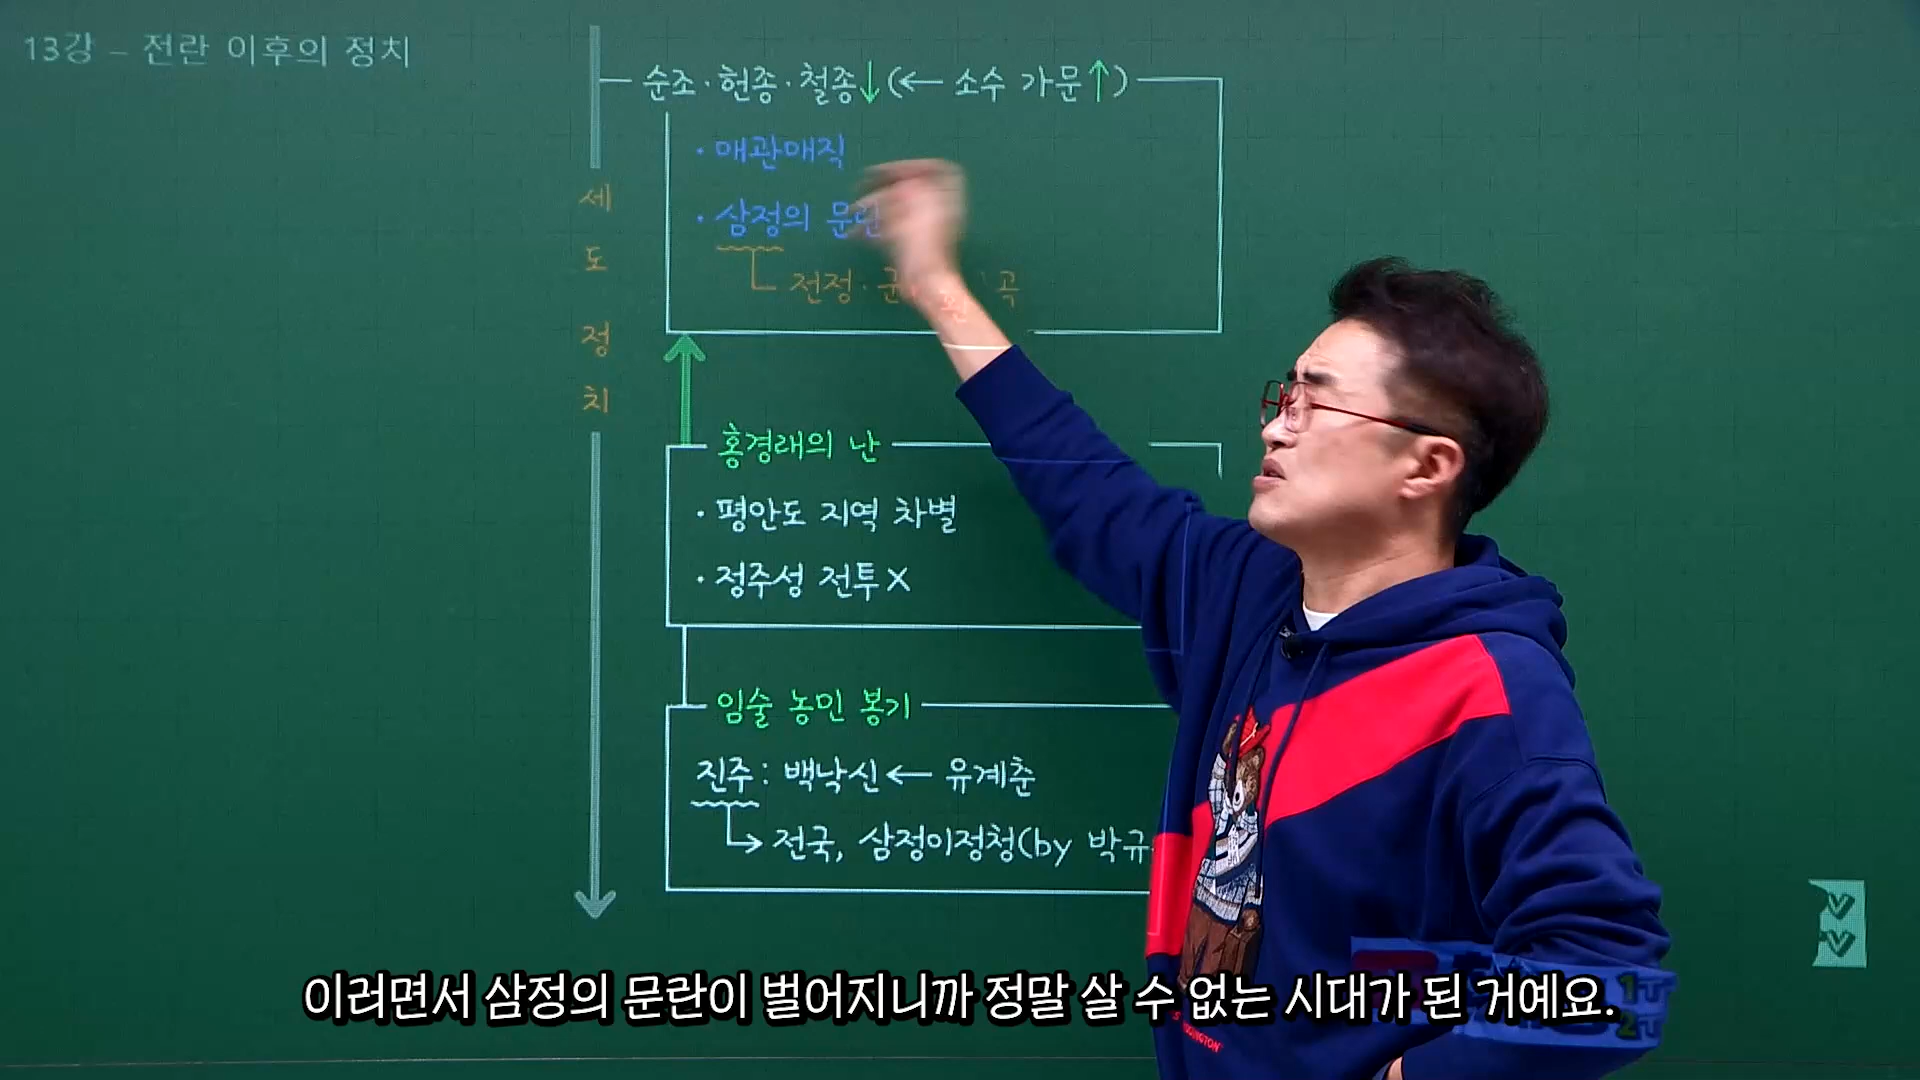 13강 – 전란 이후의 정치
순조·헌종·철종↓(← 소수 가문↑)
· 매관매직
· 삼정의 문란
전정·
곡
세도정치
홍경래의 난
· 평안도 지역 차별
· 정주성 전투 X
임술 농민 봉기
진주: 백낙신 ← 유계춘
→ 전국, 삼정이정청(by 박규
이러면서 삼정의 문란이 벌어지니까 정말 살 수 없는 시대가 된 거예요.